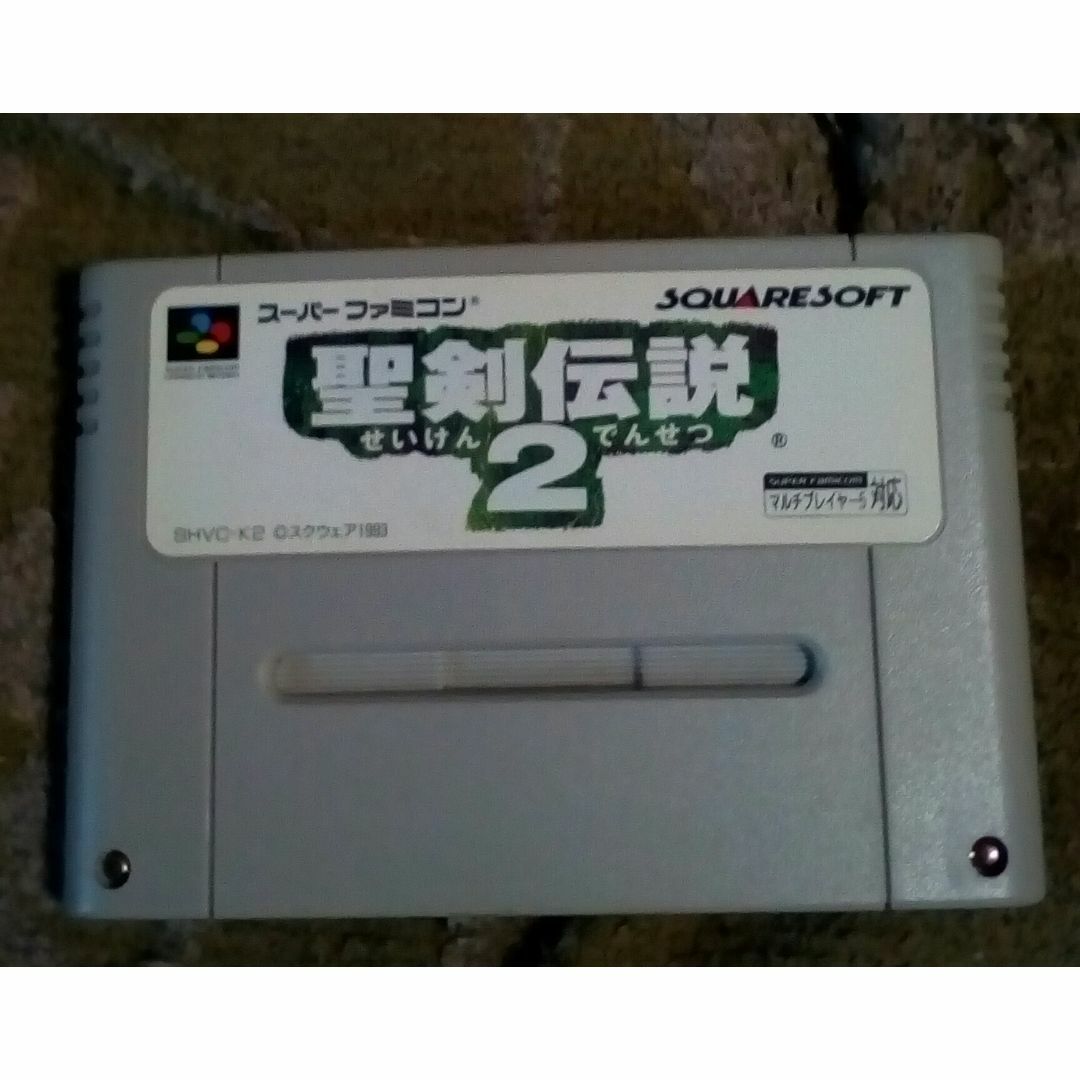 スーパーファミコン®
SQUARESOFT
聖剣伝説
せいけん でんせつ
2
®
SUPER FAMICOM
マルチプレイヤー5 対応
SHVC-K2 ©スクウェア1993